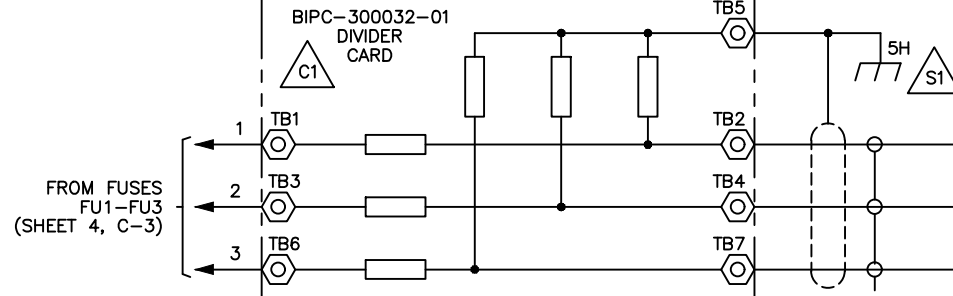 BIPC-300032-01
DIVIDER
CARD
C1
TB5
5H
S1
1
TB1
TB2
FROM FUSES
FU1-FU3
(SHEET 4, C-3)
2
TB3
TB4
3
TB6
TB7